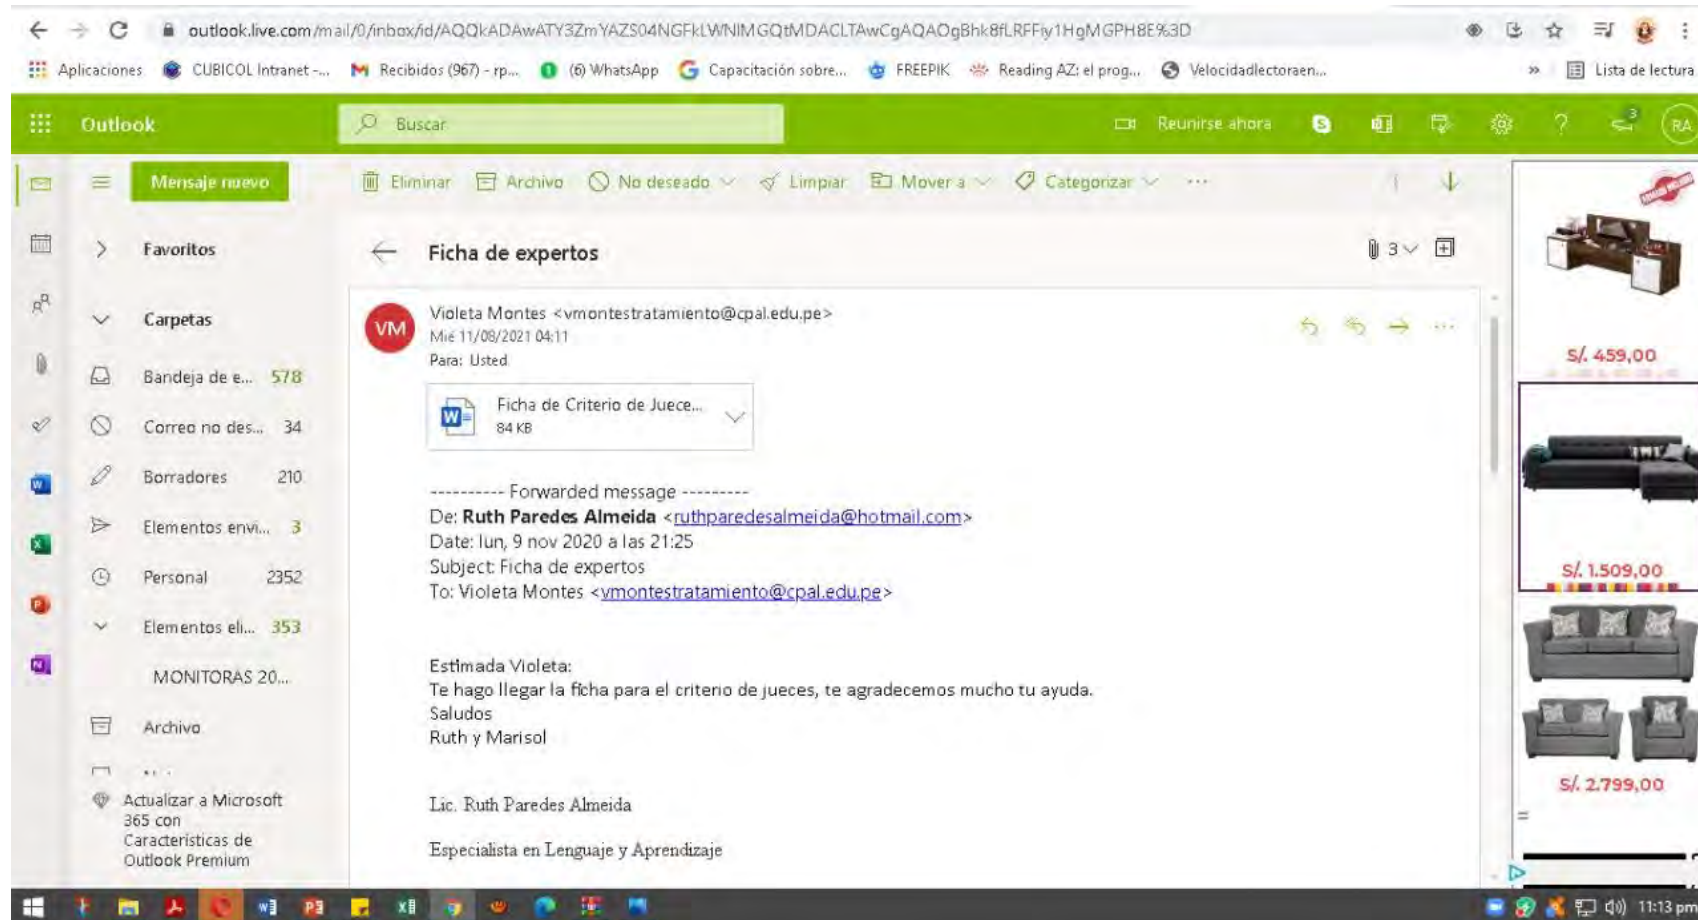 outlook.live.com/mail/0/inbox/id/AQQkADAwATY3ZmYAZS04NGFkLWNiMGQtMDACLTAwCgAQAOgBhk8fLRFFiy1HgMGPH8E%3D
Aplicaciones CUBICOL Intranet -... Recibidos (967) - rp... (6) WhatsApp Capacitación sobre... FREEPIK Reading AZ: el prog... Velocidadlectoraen... » Lista de lectura
Outlook Buscar Reunirse ahora 3 RA
Mensaje nuevo Eliminar Archivo No deseado Limpiar Mover a Categorizar ...
Favoritos
Ficha de expertos 3
Carpetas
Bandeja de e... 578
Correo no des... 34
Borradores 210
Elementos envi... 3
Personal 2352
Elementos eli... 353
MONITORAS 20...
Archivo
Actualizar a Microsoft
365 con
Características de
Outlook Premium
VM
Violeta Montes <vmontestratamiento@cpal.edu.pe>
Mié 11/08/2021 04:11
Para: Usted
Ficha de Criterio de Juece...
84 KB
---------- Forwarded message ---------
De: Ruth Paredes Almeida <ruthparedesalmeida@hotmail.com>
Date: lun, 9 nov 2020 a las 21:25
Subject: Ficha de expertos
To: Violeta Montes <vmontestratamiento@cpal.edu.pe>
Estimada Violeta:
Te hago llegar la ficha para el criterio de jueces, te agradecemos mucho tu ayuda.
Saludos
Ruth y Marisol
Lic. Ruth Paredes Almeida
Especialista en Lenguaje y Aprendizaje
S/. 459,00
S/. 1.509,00
S/. 2.799,00
11:13 pm